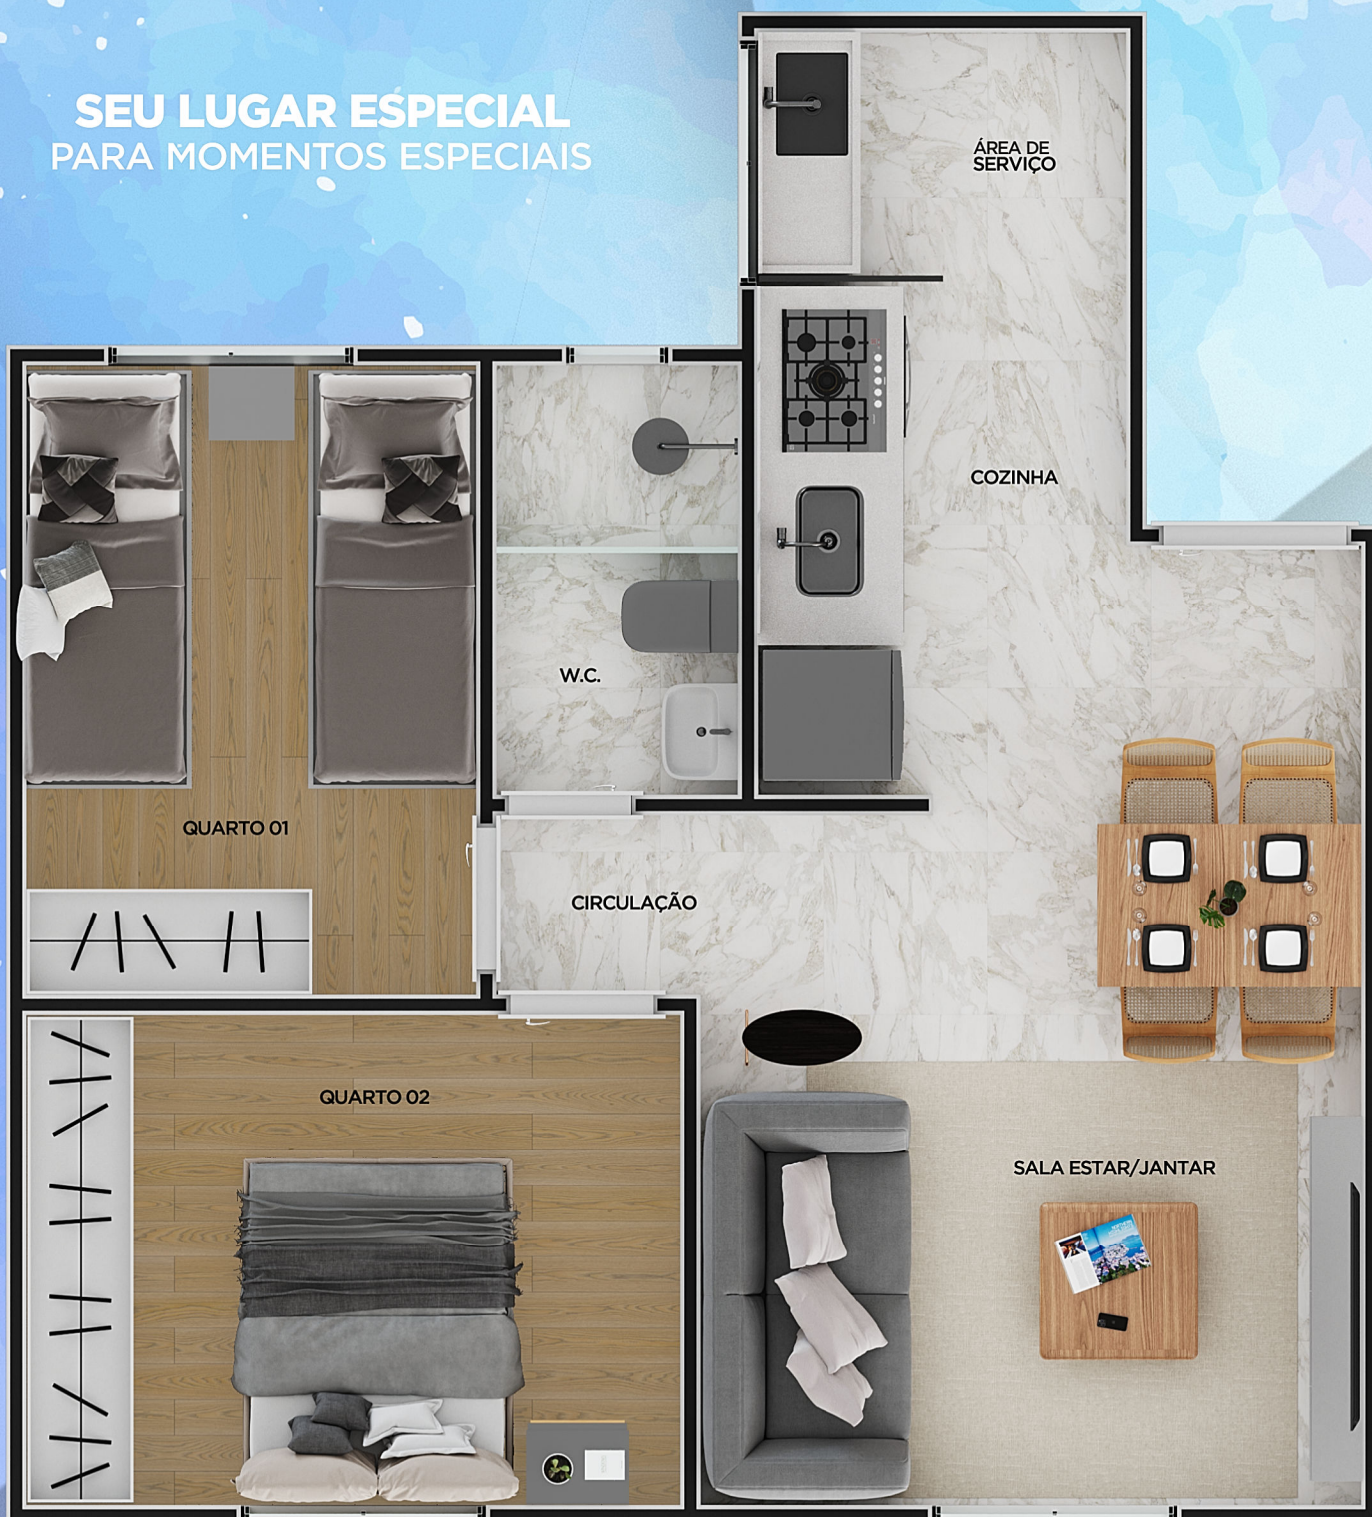 SEU LUGAR ESPECIAL
PARA MOMENTOS ESPECIAIS
ÁREA DE
SERVIÇO
COZINHA
W.C.
QUARTO 01
CIRCULAÇÃO
QUARTO 02
SALA ESTAR/JANTAR